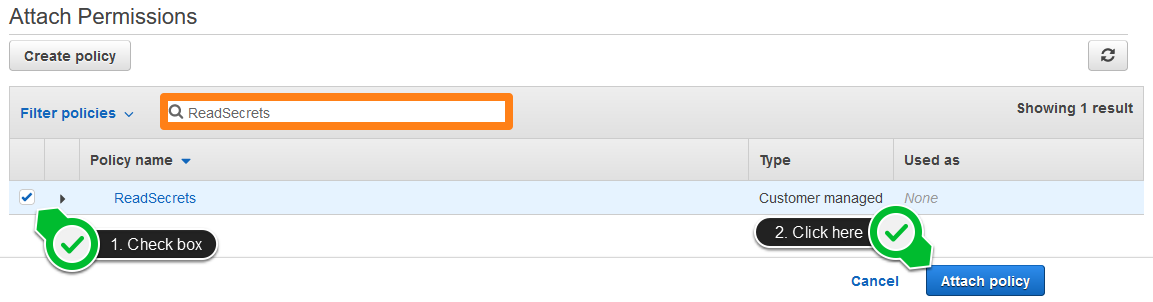 Attach Permissions
Create policy
Filter policies
ReadSecrets
Showing 1 result
Policy name
Type
Used as
ReadSecrets
Customer managed
None
1. Check box
2. Click here
Cancel
Attach policy